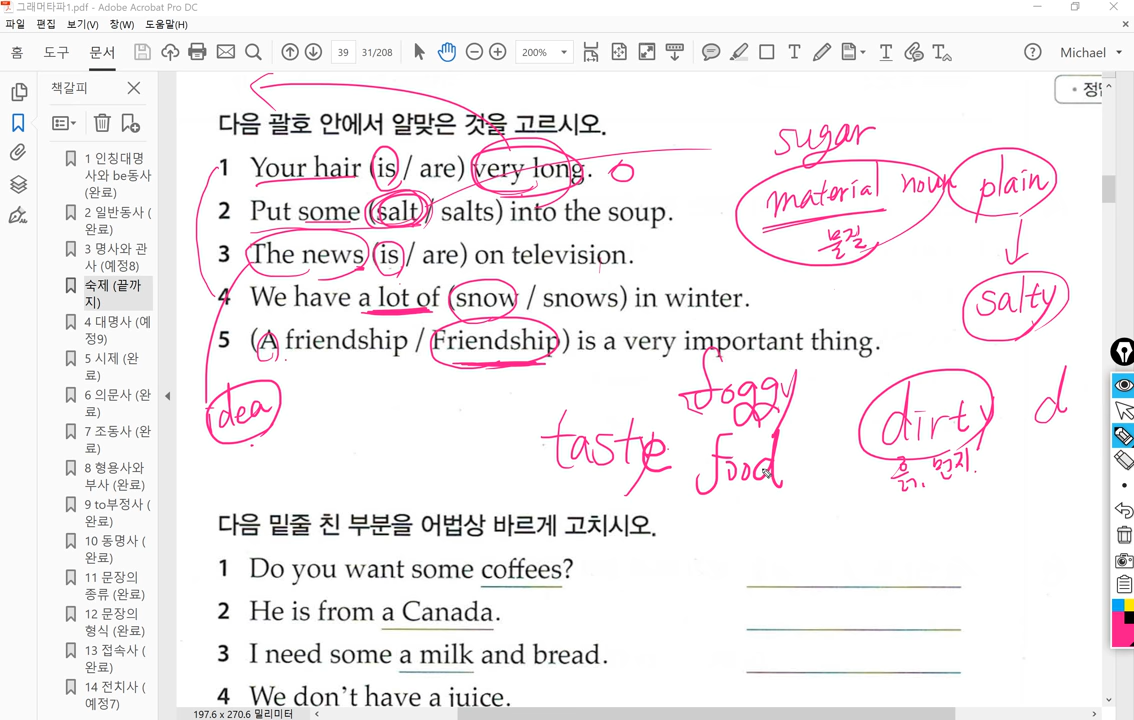 그래머타파1.pdf - Adobe Acrobat Pro DC
파일 편집 보기(V) 창(W) 도움말(H)
홈 도구 문서 39 31/208 200% Michael
책갈피
1 인칭대명
사와 be동사
(완료)
2 일반동사 (
완료)
3 명사와 관
사 (예정8)
숙제 (끝까
지)
4 대명사 (예
정9)
5 시제 (완
료)
6 의문사 (완
료)
7 조동사 (완
료)
8 형용사와
부사 (완료)
9 to부정사 (
완료)
10 동명사 (
완료)
11 문장의
종류 (완료)
12 문장의
형식 (완료)
13 접속사 (
완료)
14 전치사 (
예정7)
다음 괄호 안에서 알맞은 것을 고르시오.
1 Your hair (is / are) very long.
2 Put some (salt / salts) into the soup.
3 The news (is / are) on television.
4 We have a lot of (snow / snows) in winter.
5 (A friendship / Friendship) is a very important thing.
sugar
material noun plain
물질
salty
idea
foggy
tasty
food
dirty d
흙, 먼지.
다음 밑줄 친 부분을 어법상 바르게 고치시오.
1 Do you want some coffees?
2 He is from a Canada.
3 I need some a milk and bread.
4 We don't have a juice.
197.6 x 270.6 밀리미터